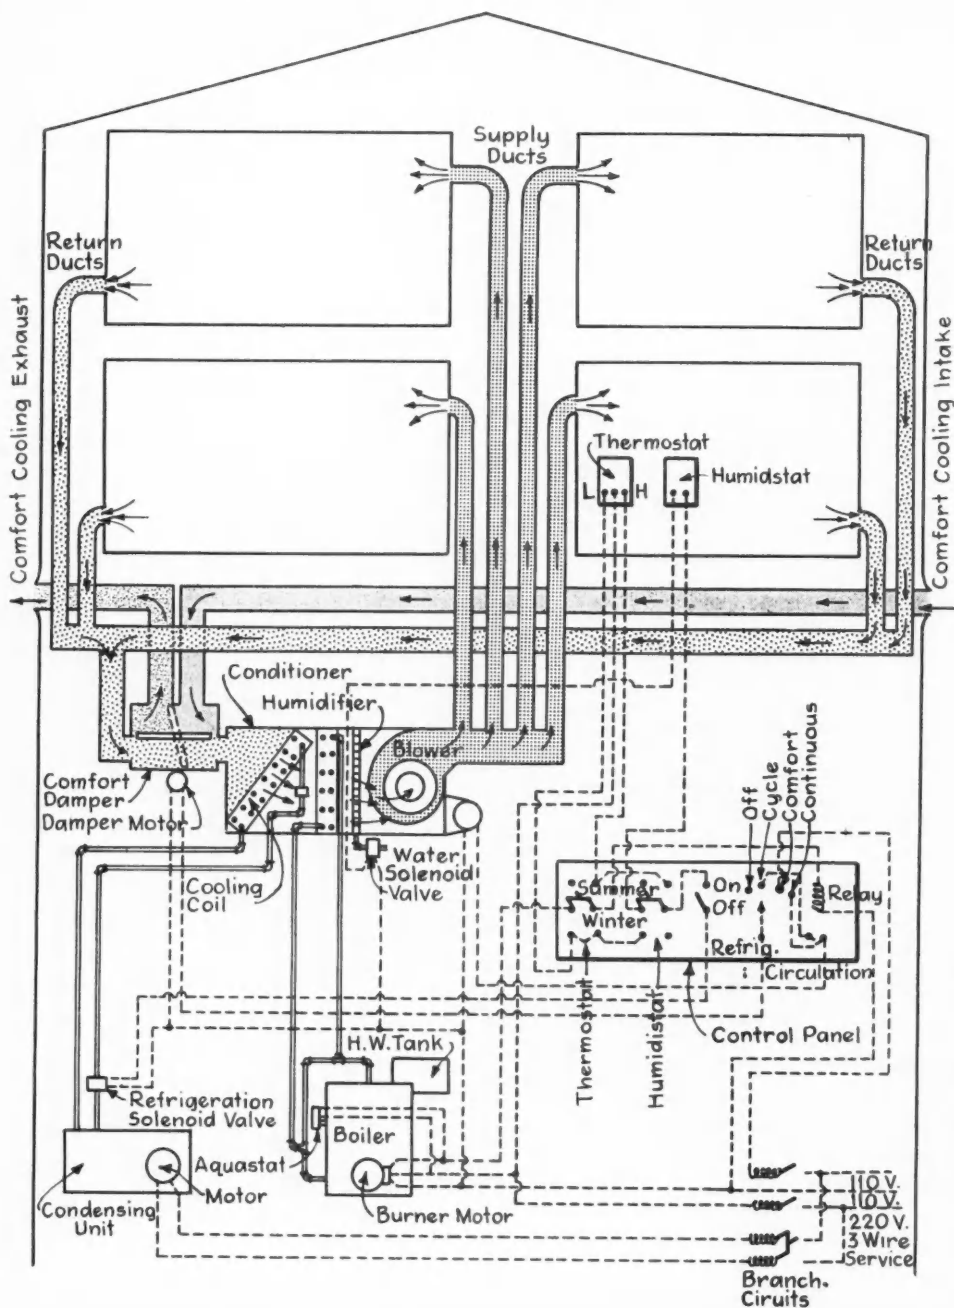 Supply
Ducts
Return
Ducts
Return
Ducts
Comfort Cooling Exhaust
Comfort Cooling Intake
Thermostat
L H
Humidstat
Conditioner
Humidifier
Blower
Comfort
Damper
Damper Motor
Cooling
Coil
Water
Solenoid
Valve
Off
Cycle
Comfort
Continuous
Summer
Winter
On
Off
Relay
Refrig.
Circulation
Thermostat
Humidistat
Control Panel
H.W. Tank
Refrigeration
Solenoid Valve
Aquastat
Boiler
Motor
Condensing
Unit
Burner Motor
110 V.
110 V.
220 V.
3 Wire
Service
Branch.
Ciruits